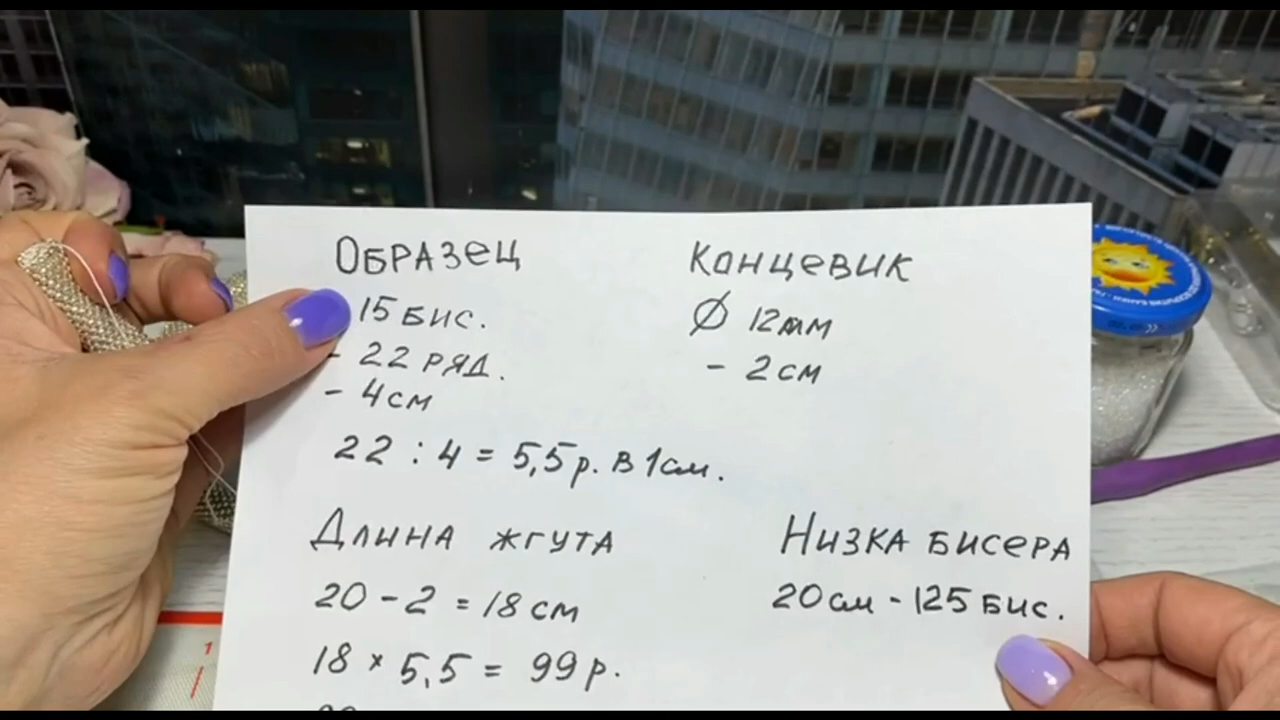 Образец
15 бис.
- 22 ряд.
- 4 см
22 : 4 = 5,5 р. в 1 см.
Концевик
Ø 12 мм
- 2 см
Длина жгута
20 - 2 = 18 см
18 × 5,5 = 99 р.
Низка бисера
20 см - 125 бис.